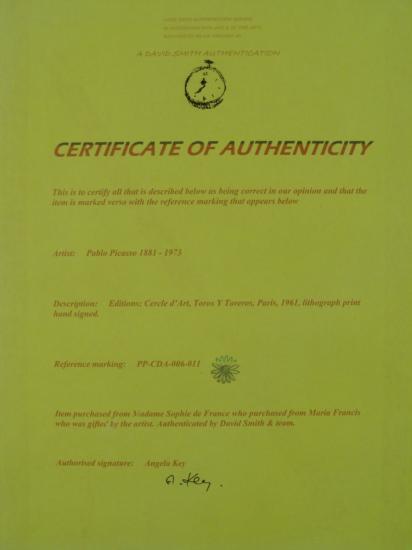 A DAVID SMITH AUTHENTICATION
CERTIFICATE OF AUTHENTICITY
This is to certify all that is described below as being correct in our opinion and that the
item is marked verso with the reference marking that appears below
Artist: Pablo Picasso 1881 - 1973
Description: Editions: Cercle d'Art, Toros Y Toreros, Paris, 1961, lithograph print
hand signed.
Reference marking: PP-CDA-006-011
Item purchased from Madame Sophie de France who purchased from Maria Francis
who was gifted by the artist. Authenticated by David Smith & team.
Authorised signature: Angela Key
A. Key.